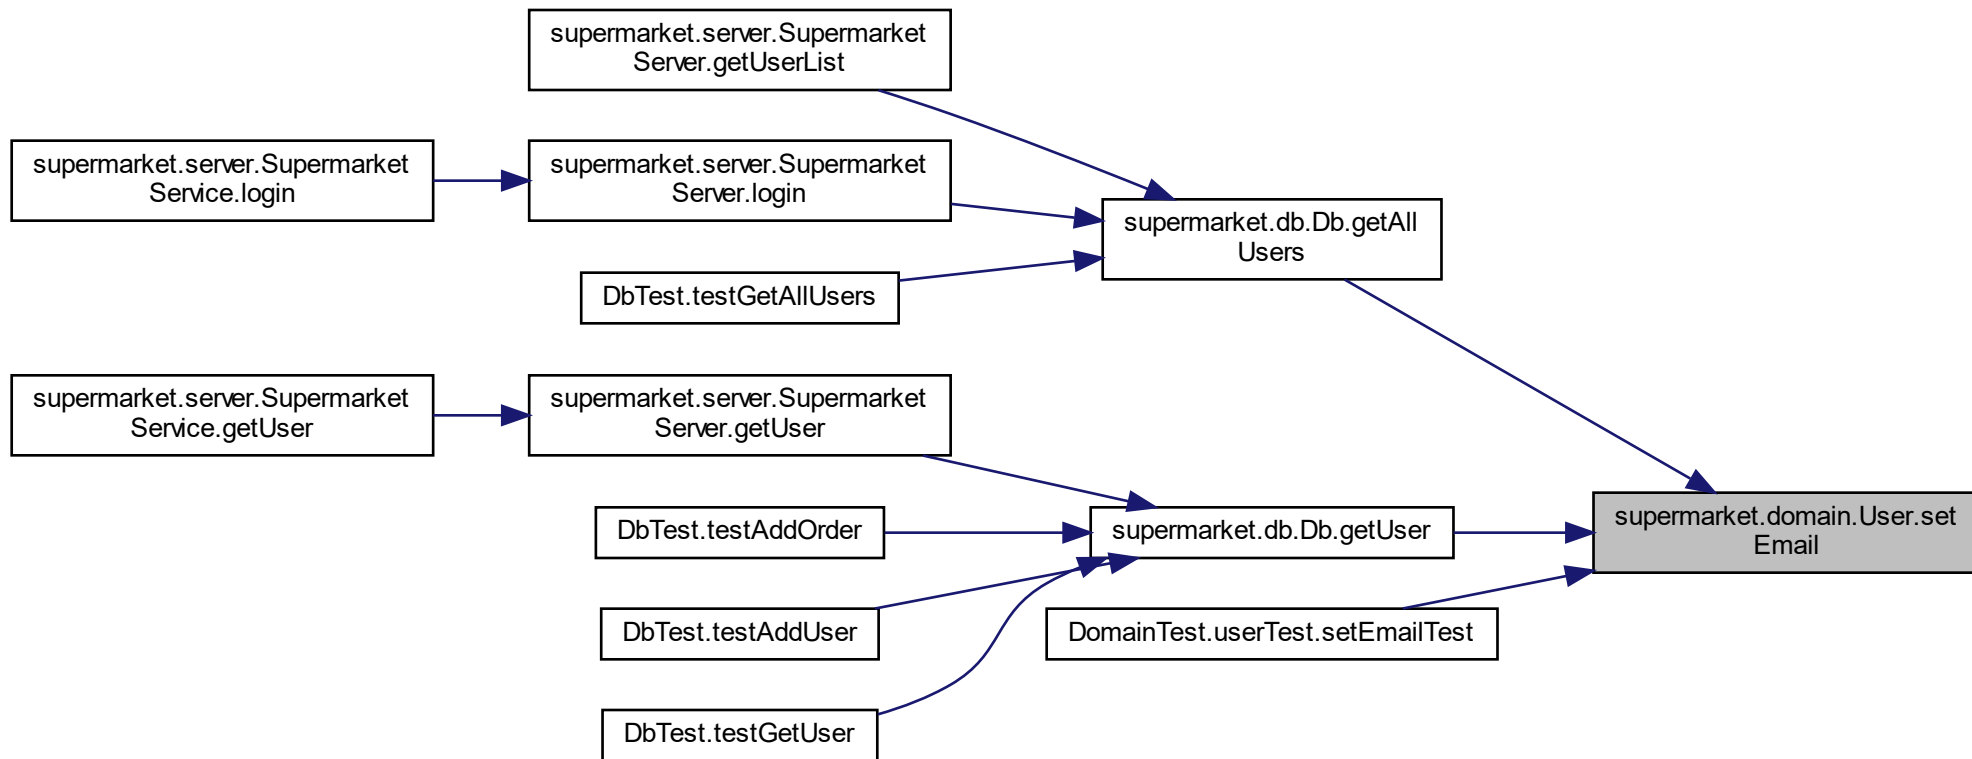 supermarket.server.Supermarket
Server.getUserList
supermarket.server.Supermarket
Service.login
supermarket.server.Supermarket
Server.login
supermarket.db.Db.getAll
Users
DbTest.testGetAllUsers
supermarket.server.Supermarket
Service.getUser
supermarket.server.Supermarket
Server.getUser
DbTest.testAddOrder
supermarket.db.Db.getUser
supermarket.domain.User.set
Email
DbTest.testAddUser
DomainTest.userTest.setEmailTest
DbTest.testGetUser